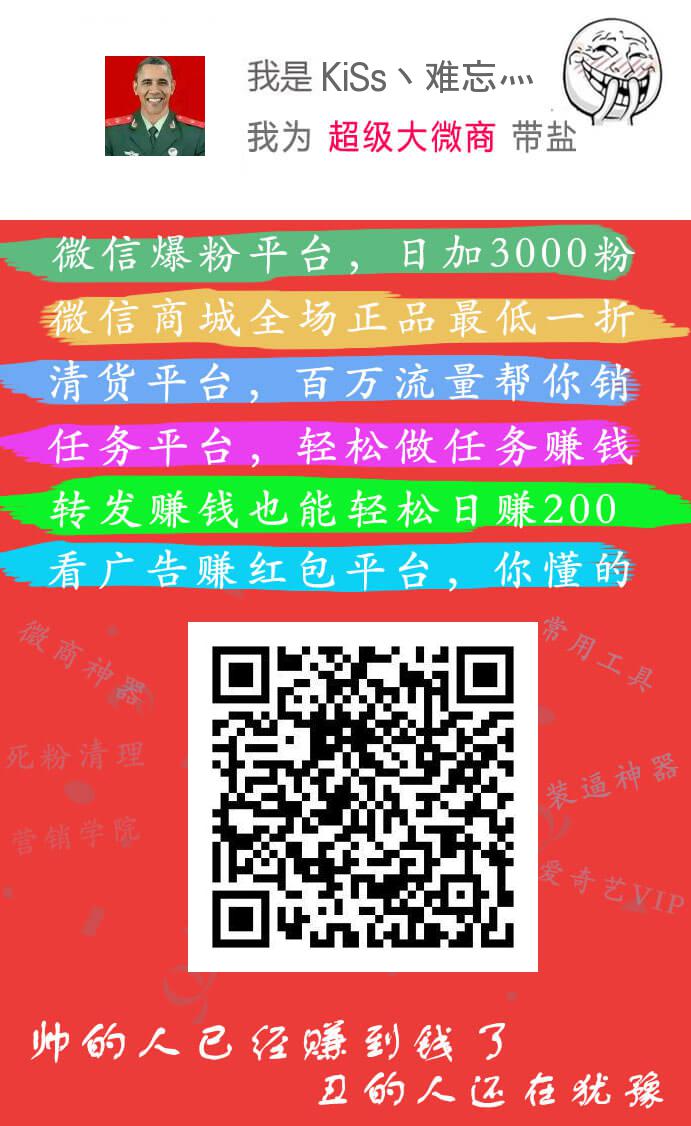 我是 KiSs丶难忘灬
我为 超级大微商 带盐
微信爆粉平台，日加3000粉
微信商城全场正品最低一折
清货平台，百万流量帮你销
任务平台，轻松做任务赚钱
转发赚钱也能轻松日赚200
看广告赚红包平台，你懂的
微商神器
常用工具
死粉清理
装逼神器
营销学院
爱奇艺VIP
帅的人已经赚到钱了
丑的人还在犹豫